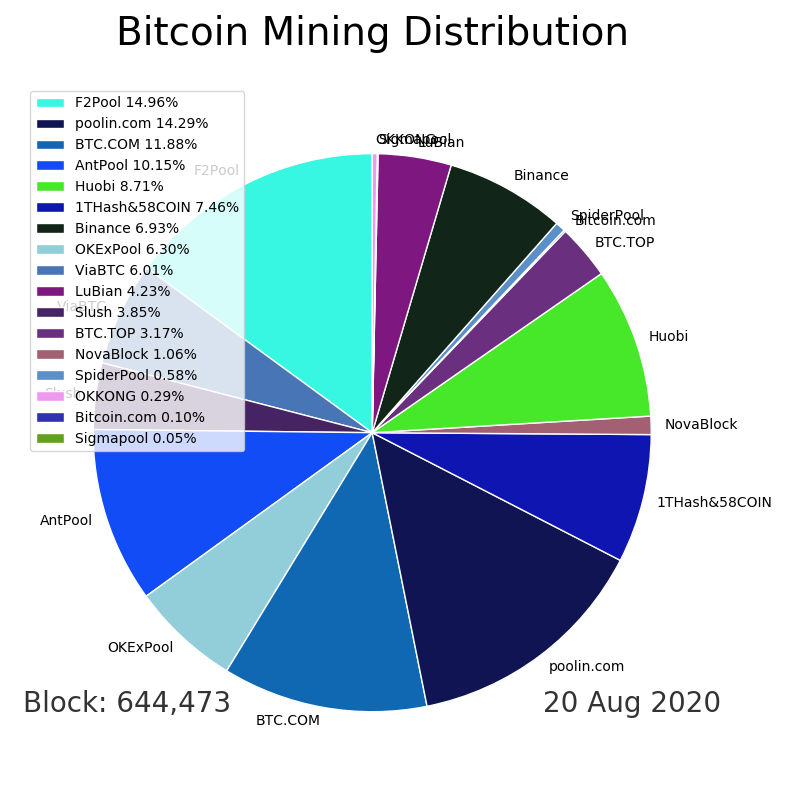 Bitcoin Mining Distribution
F2Pool 14.96%
poolin.com 14.29%
BTC.COM 11.88%
AntPool 10.15%
Huobi 8.71%
1THash&58COIN 7.46%
Binance 6.93%
OKExPool 6.30%
ViaBTC 6.01%
LuBian 4.23%
Slush 3.85%
BTC.TOP 3.17%
NovaBlock 1.06%
SpiderPool 0.58%
OKKONG 0.29%
Bitcoin.com 0.10%
Sigmapool 0.05%
OKKONG
Sigmapool
LuBian
Binance
SpiderPool
Bitcoin.com
BTC.TOP
Huobi
NovaBlock
1THash&58COIN
poolin.com
BTC.COM
OKExPool
AntPool
Slush
ViaBTC
F2Pool
Block: 644,473
20 Aug 2020